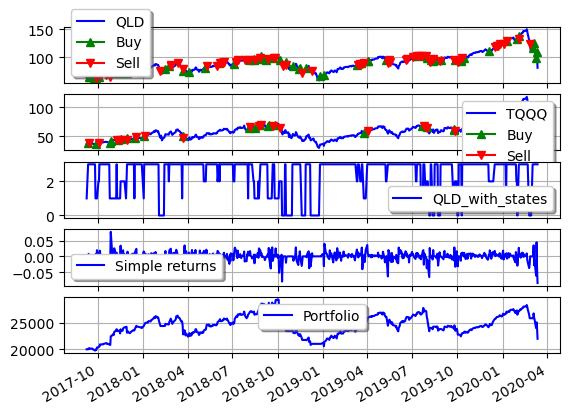 150
100
QLD
Buy
Sell
100
50
TQQQ
Buy
Sell
2
0
QLD_with_states
0.05
0.00
−0.05
Simple returns
25000
20000
Portfolio
2017-10
2018-01
2018-04
2018-07
2018-10
2019-01
2019-04
2019-07
2019-10
2020-01
2020-04